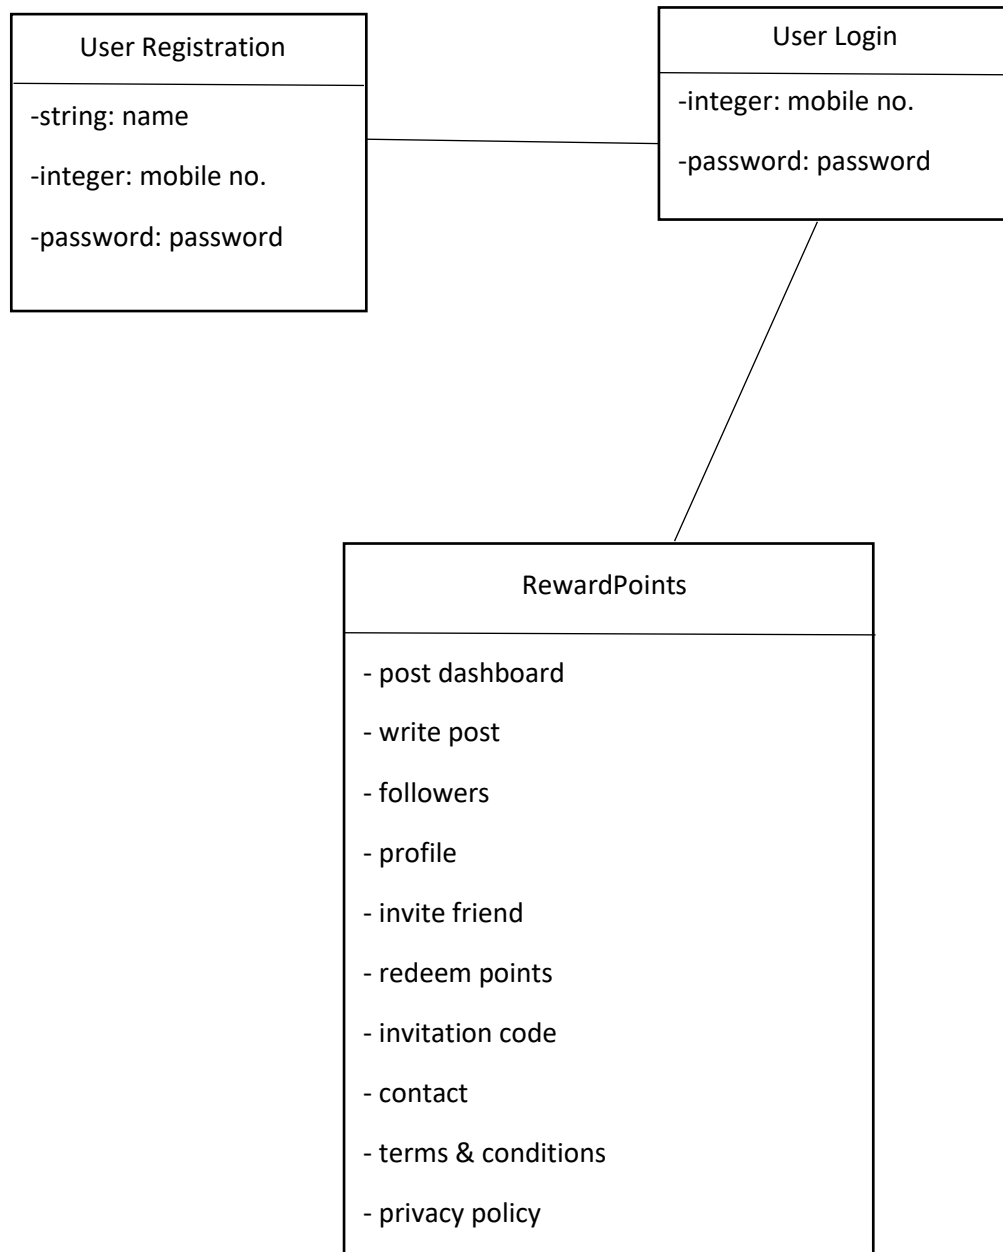 User Registration
-string: name
-integer: mobile no.
-password: password
User Login
-integer: mobile no.
-password: password
RewardPoints
- post dashboard
- write post
- followers
- profile
- invite friend
- redeem points
- invitation code
- contact
- terms & conditions
- privacy policy